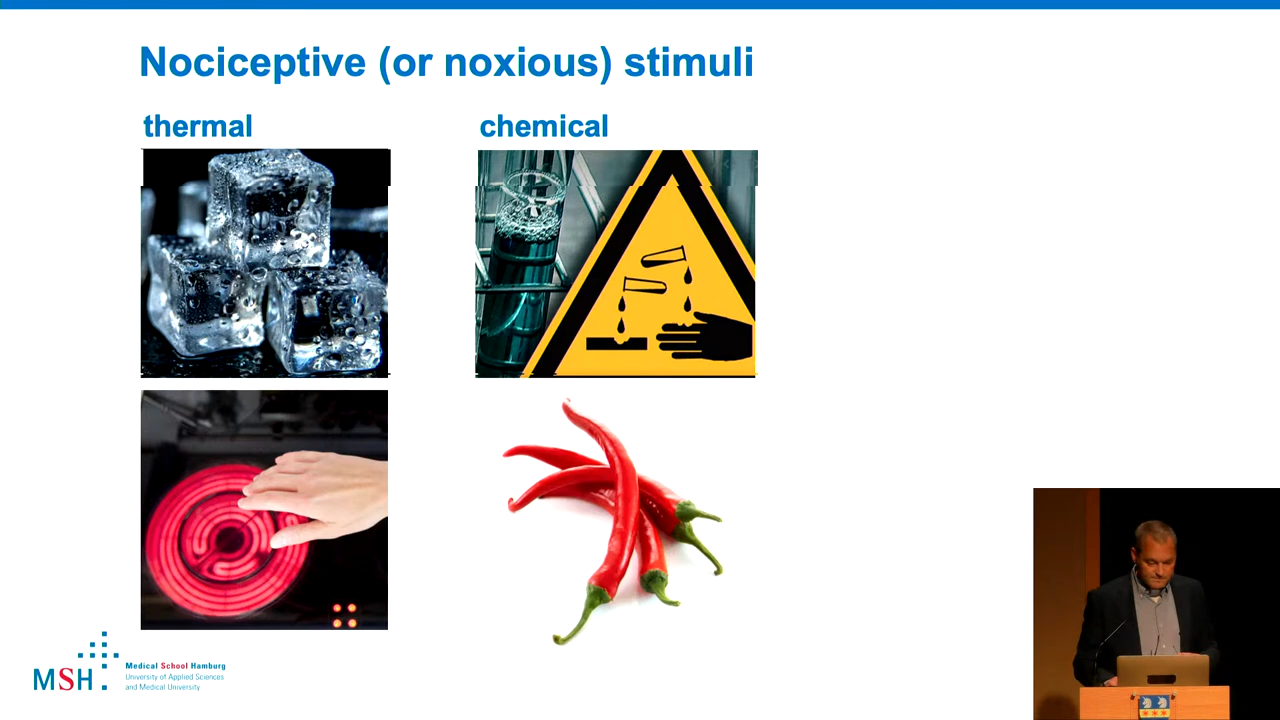 Nociceptive (or noxious) stimuli
thermal
chemical
MSH
Medical School Hamburg
University of Applied Sciences
and Medical University